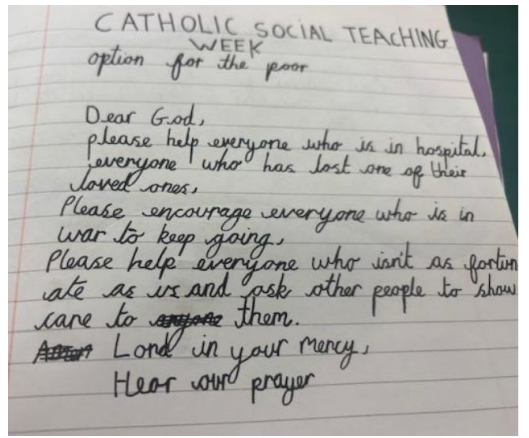 CATHOLIC SOCIAL TEACHING
WEEK
option for the poor
Dear God,
please help everyone who is in hospital,
everyone who has lost one of their
loved ones,
Please encourage everyone who is in
war to keep going,
Please help everyone who isn't as fortun
ate as us and ask other people to show
care to anyone them.
Amen Lord in your mercy,
Hear our prayer